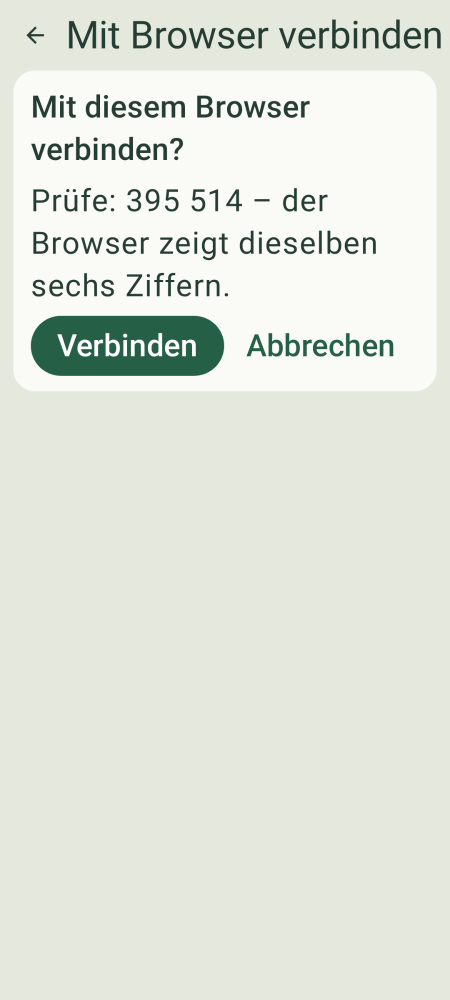 Mit Browser verbinden
Mit diesem Browser
verbinden?
Prüfe: 395 514 – der
Browser zeigt dieselben
sechs Ziffern.
Verbinden Abbrechen